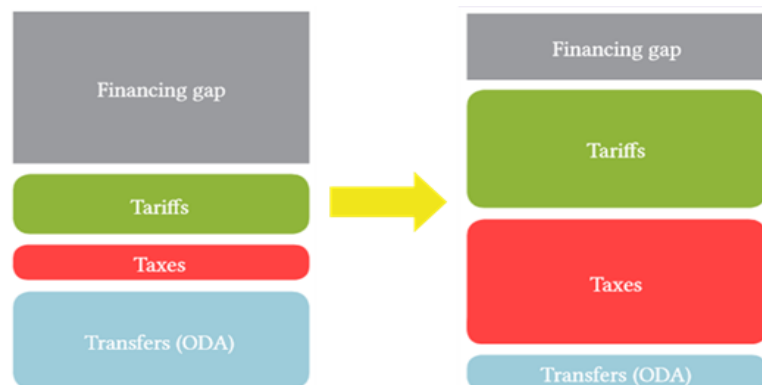 Financing gap
Tariffs
Taxes
Transfers (ODA)
Financing gap
Tariffs
Taxes
Transfers (ODA)